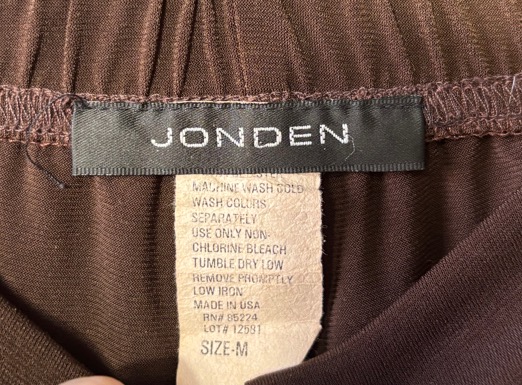 JONDEN
MACHINE WASH COLD
WASH COLORS
SEPARATELY
USE ONLY NON-
CHLORINE BLEACH
TUMBLE DRY LOW
REMOVE PROMPTLY
LOW IRON
MADE IN USA
RN# 85224
LOT# 12591
SIZE-M